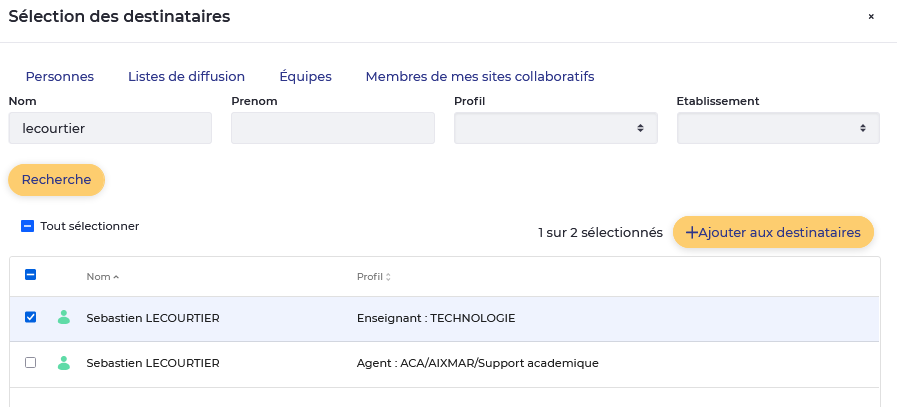 Sélection des destinataires ×
Personnes Listes de diffusion Équipes Membres de mes sites collaboratifs
Nom Prenom Profil Etablissement
lecourtier
Recherche
Tout sélectionner
1 sur 2 sélectionnés +Ajouter aux destinataires
Nom Profil
Sebastien LECOURTIER Enseignant : TECHNOLOGIE
Sebastien LECOURTIER Agent : ACA/AIXMAR/Support academique